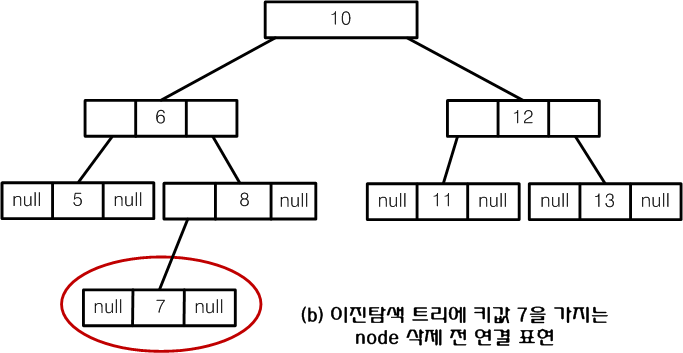 10
6
12
null 5 null
8 null
null 11 null
null 13 null
null 7 null
(b) 이진탐색 트리에 키값 7을 가지는
node 삭제 전 연결 표현